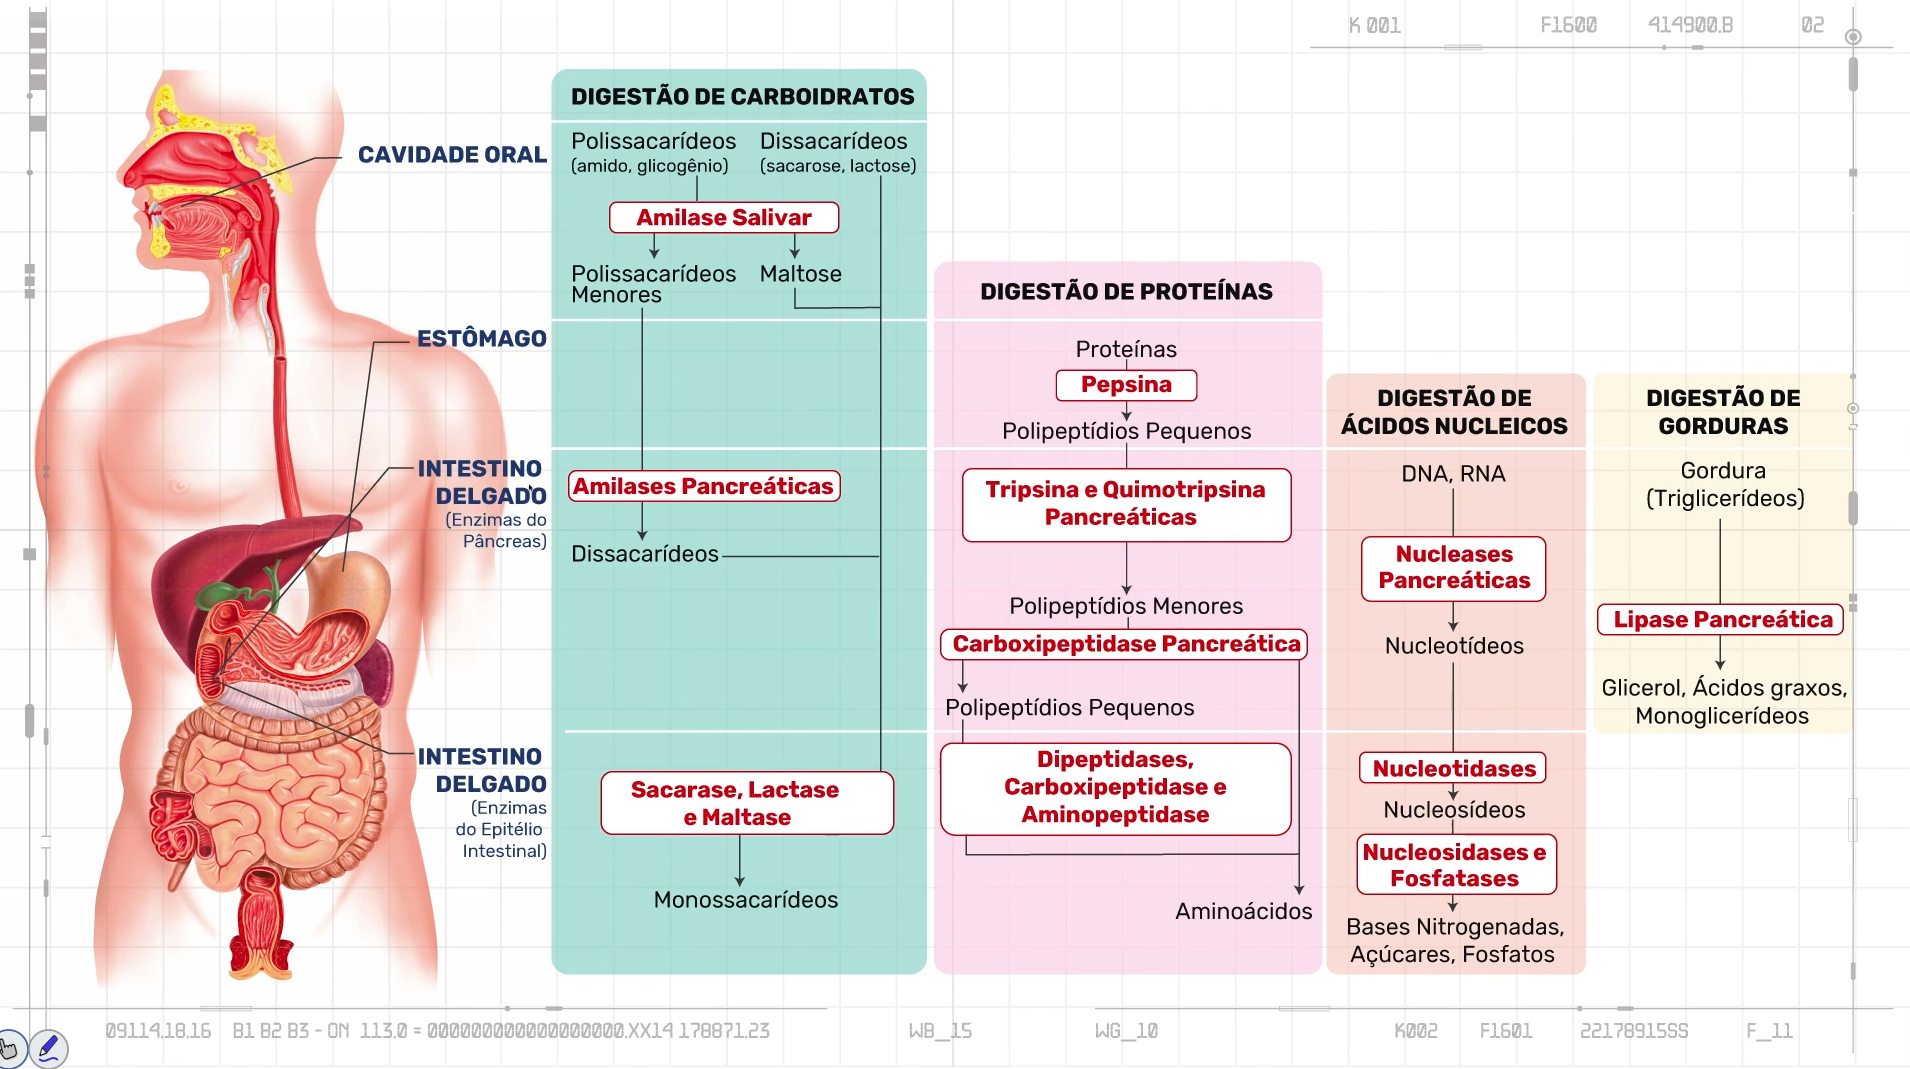 K 001 F1600 414900.B 02
CAVIDADE ORAL
ESTÔMAGO
INTESTINO
DELGADO
(Enzimas do
Pâncreas)
INTESTINO
DELGADO
(Enzimas
do Epitélio
Intestinal)
DIGESTÃO DE CARBOIDRATOS
Polissacarídeos
(amido, glicogênio)
Dissacarídeos
(sacarose, lactose)
Amilase Salivar
Polissacarídeos
Menores
Maltose
Amilases Pancreáticas
Dissacarídeos
Sacarase, Lactase
e Maltase
Monossacarídeos
DIGESTÃO DE PROTEÍNAS
Proteínas
Pepsina
Polipeptídios Pequenos
Tripsina e Quimotripsina
Pancreáticas
Polipeptídios Menores
Carboxipeptidase Pancreática
Polipeptídios Pequenos
Dipeptidases,
Carboxipeptidase e
Aminopeptidase
Aminoácidos
DIGESTÃO DE
ÁCIDOS NUCLEICOS
DNA, RNA
Nucleases
Pancreáticas
Nucleotídeos
Nucleotidases
Nucleosídeos
Nucleosidases e
Fosfatases
Bases Nitrogenadas,
Açúcares, Fosfatos
DIGESTÃO DE
GORDURAS
Gordura
(Triglicerídeos)
Lipase Pancreática
Glicerol, Ácidos graxos,
Monoglicerídeos
09114.18.16 B1 B2 B3 - ON 113.0 = 000000000000000000.XX14 178871.23 WB_15 WG_10 K002 F1601 22178915SS F_11